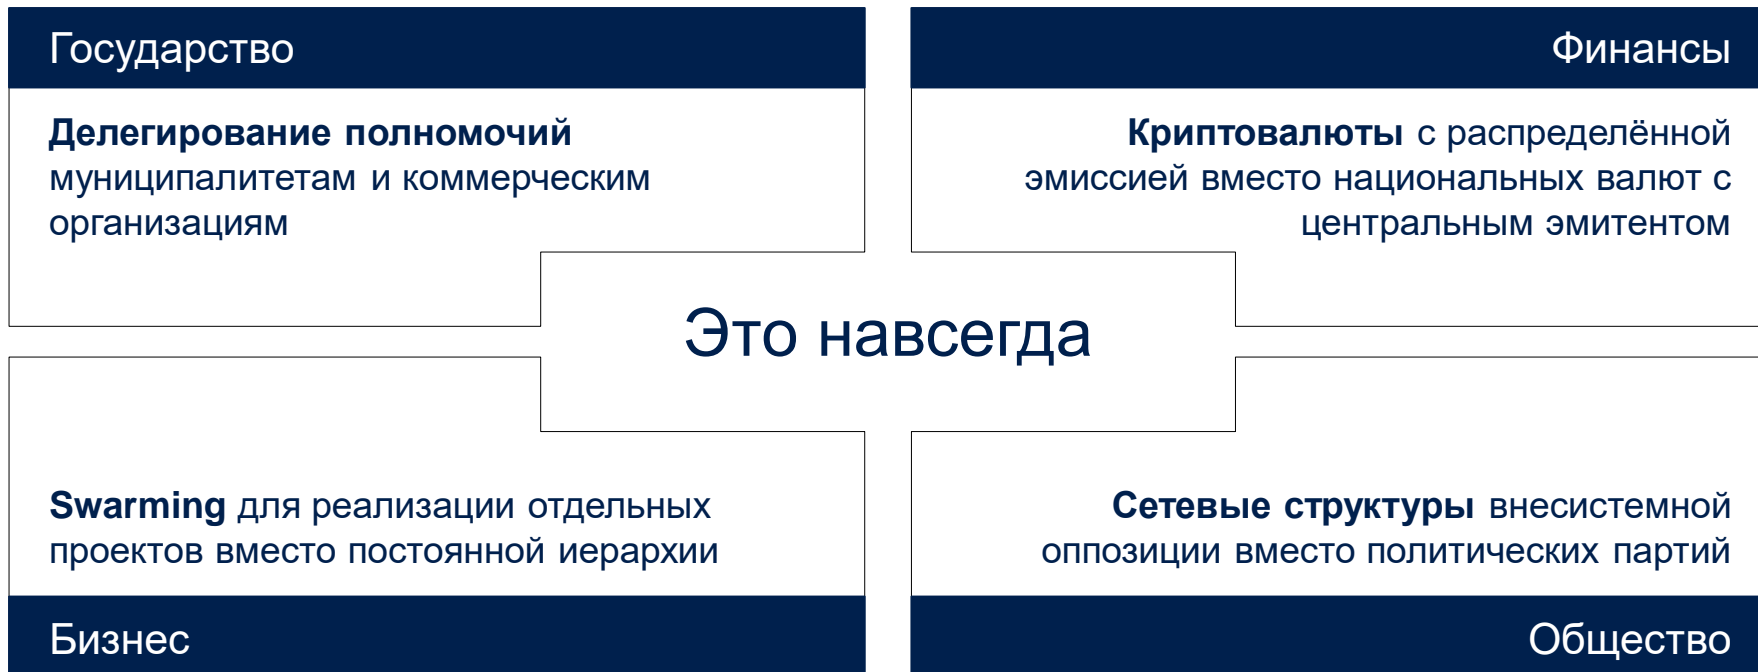 Государство
Делегирование полномочий
муниципалитетам и коммерческим
организациям
Финансы
Криптовалюты с распределённой
эмиссией вместо национальных валют с
центральным эмитентом
Это навсегда
Swarming для реализации отдельных
проектов вместо постоянной иерархии
Бизнес
Сетевые структуры внесистемной
оппозиции вместо политических партий
Общество